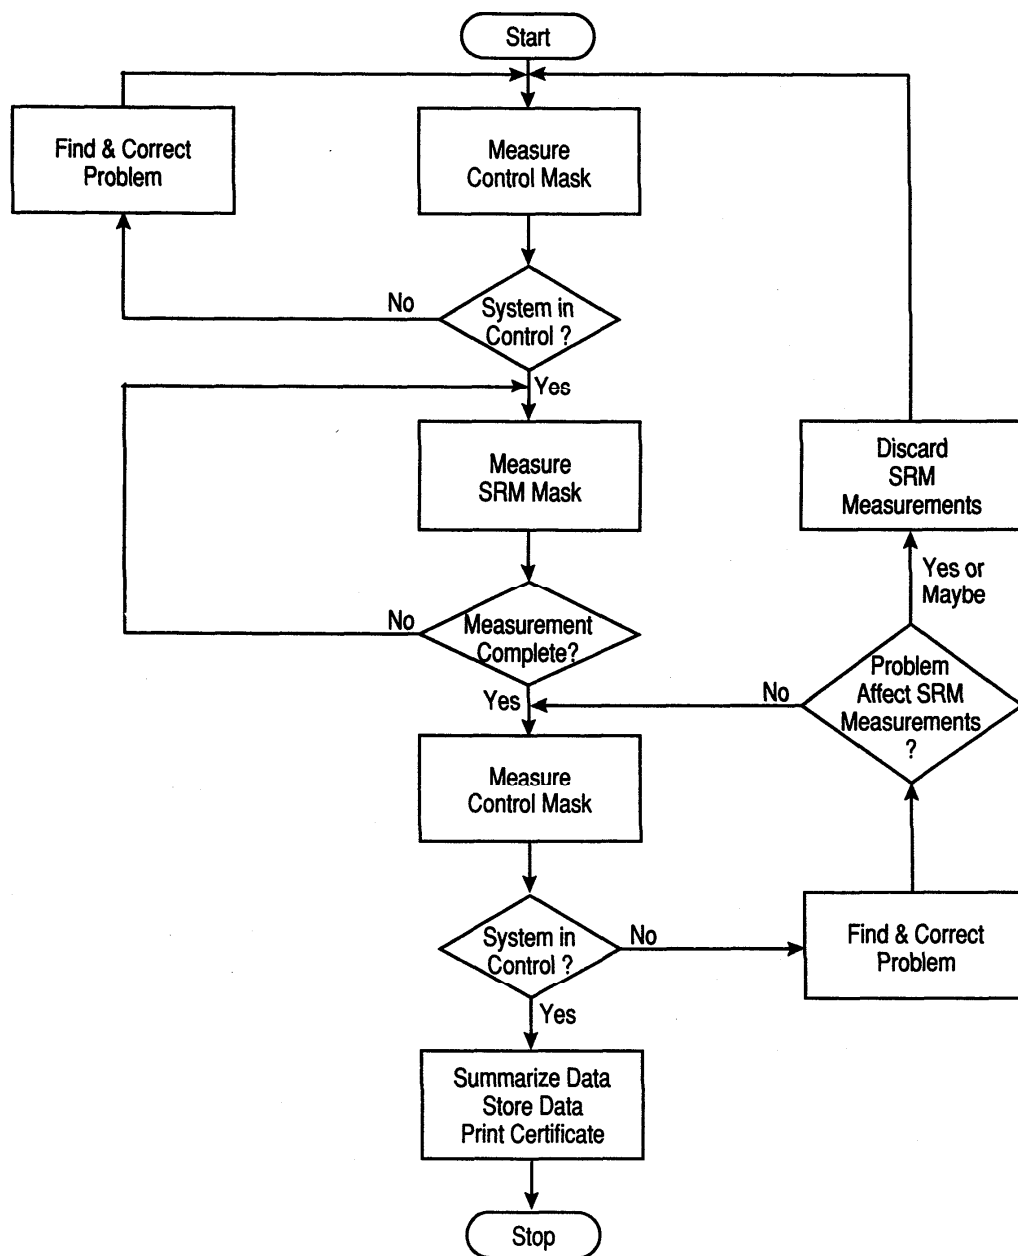 Start
Find & Correct
Problem
Measure
Control Mask
No
System in
Control ?
Yes
Measure
SRM Mask
Discard
SRM
Measurements
Yes or
Maybe
No
Measurement
Complete?
Yes
No
Problem
Affect SRM
Measurements
?
Measure
Control Mask
System in
Control ?
No
Find & Correct
Problem
Yes
Summarize Data
Store Data
Print Certificate
Stop